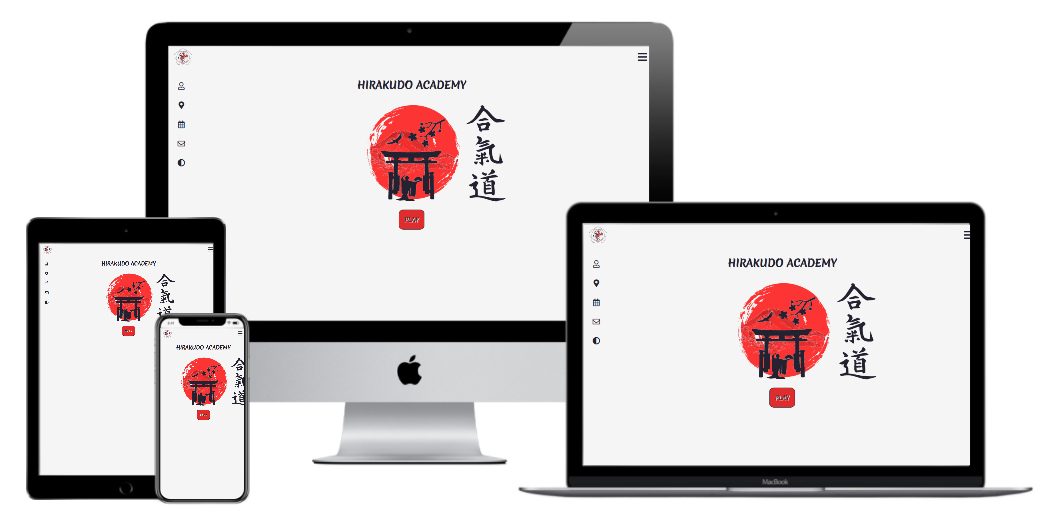 HIRAKUDO ACADEMY
合
氣
道
PLAY
HIRAKUDO ACADEMY
合
氣
道
PLAY
MacBook
HIRAKUDO ACADEMY
合
氣
道
HIRAKUDO ACADEMY
合
氣
道